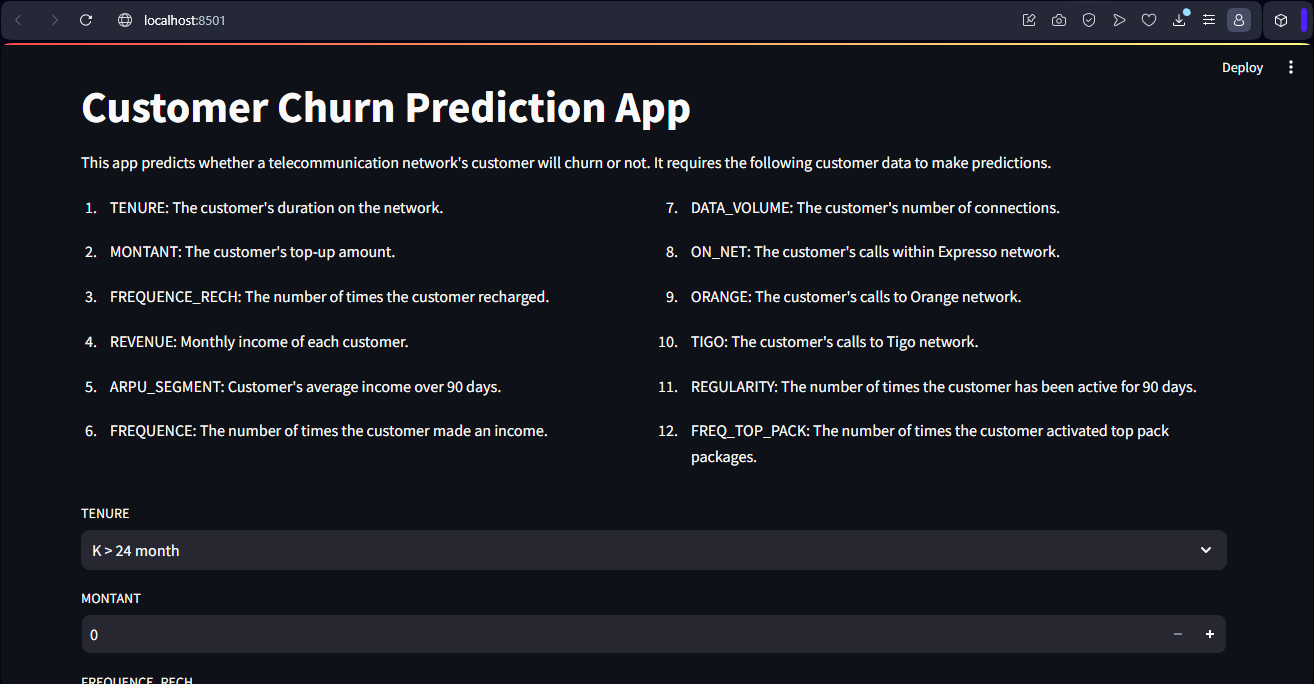 localhost:8501
Deploy
Customer Churn Prediction App
This app predicts whether a telecommunication network's customer will churn or not. It requires the following customer data to make predictions.
1. TENURE: The customer's duration on the network.
2. MONTANT: The customer's top-up amount.
3. FREQUENCE_RECH: The number of times the customer recharged.
4. REVENUE: Monthly income of each customer.
5. ARPU_SEGMENT: Customer's average income over 90 days.
6. FREQUENCE: The number of times the customer made an income.
7. DATA_VOLUME: The customer's number of connections.
8. ON_NET: The customer's calls within Expresso network.
9. ORANGE: The customer's calls to Orange network.
10. TIGO: The customer's calls to Tigo network.
11. REGULARITY: The number of times the customer has been active for 90 days.
12. FREQ_TOP_PACK: The number of times the customer activated top pack
packages.
TENURE
K > 24 month
MONTANT
0
FREQUENCE_RECH